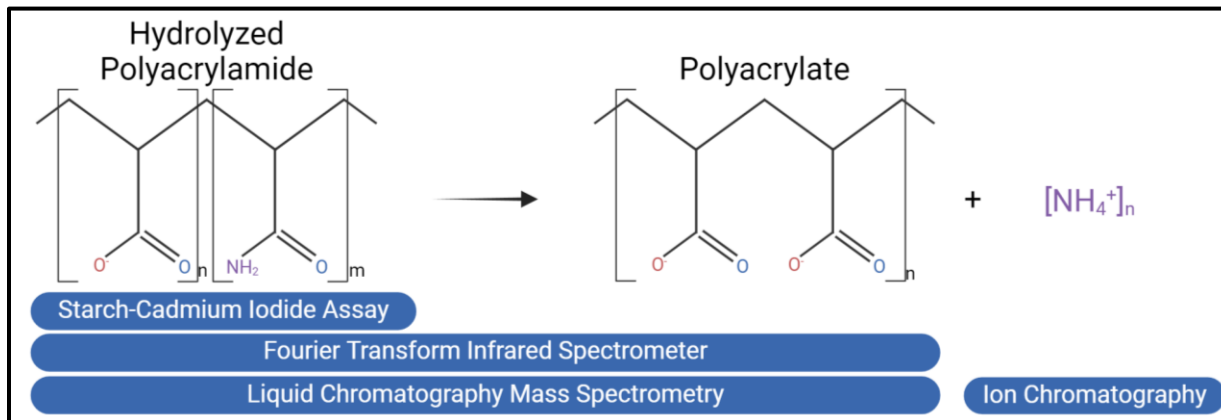 Hydrolyzed
Polyacrylamide
Polyacrylate
O⁻ O n NH₂ O m
O⁻ O O⁻ O n
+ [NH₄⁺]ₙ
Starch-Cadmium Iodide Assay
Fourier Transform Infrared Spectrometer
Liquid Chromatography Mass Spectrometry
Ion Chromatography